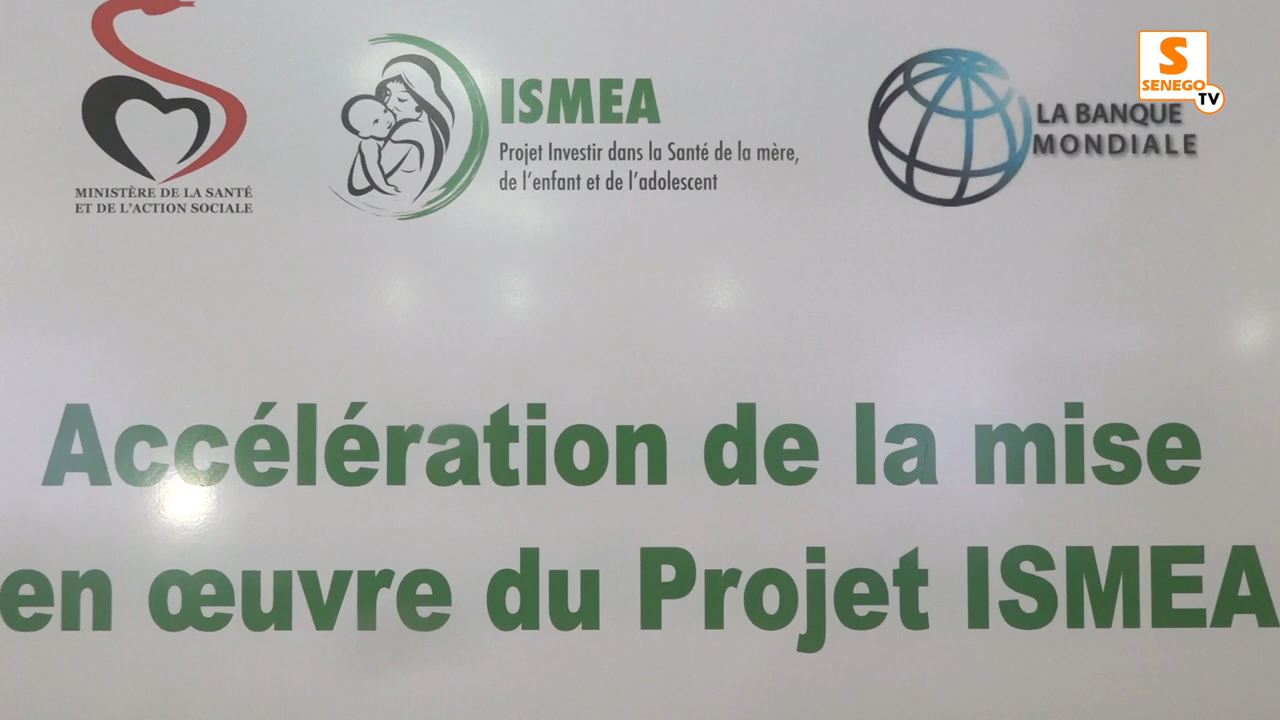 MINISTÈRE DE LA SANTÉ
ET DE L'ACTION SOCIALE
ISMEA
Projet Investir dans la Santé de la mère,
de l'enfant et de l'adolescent
LA BANQUE
MONDIALE
S
SENEGO
TV
Accélération de la mise
en œuvre du Projet ISMEA